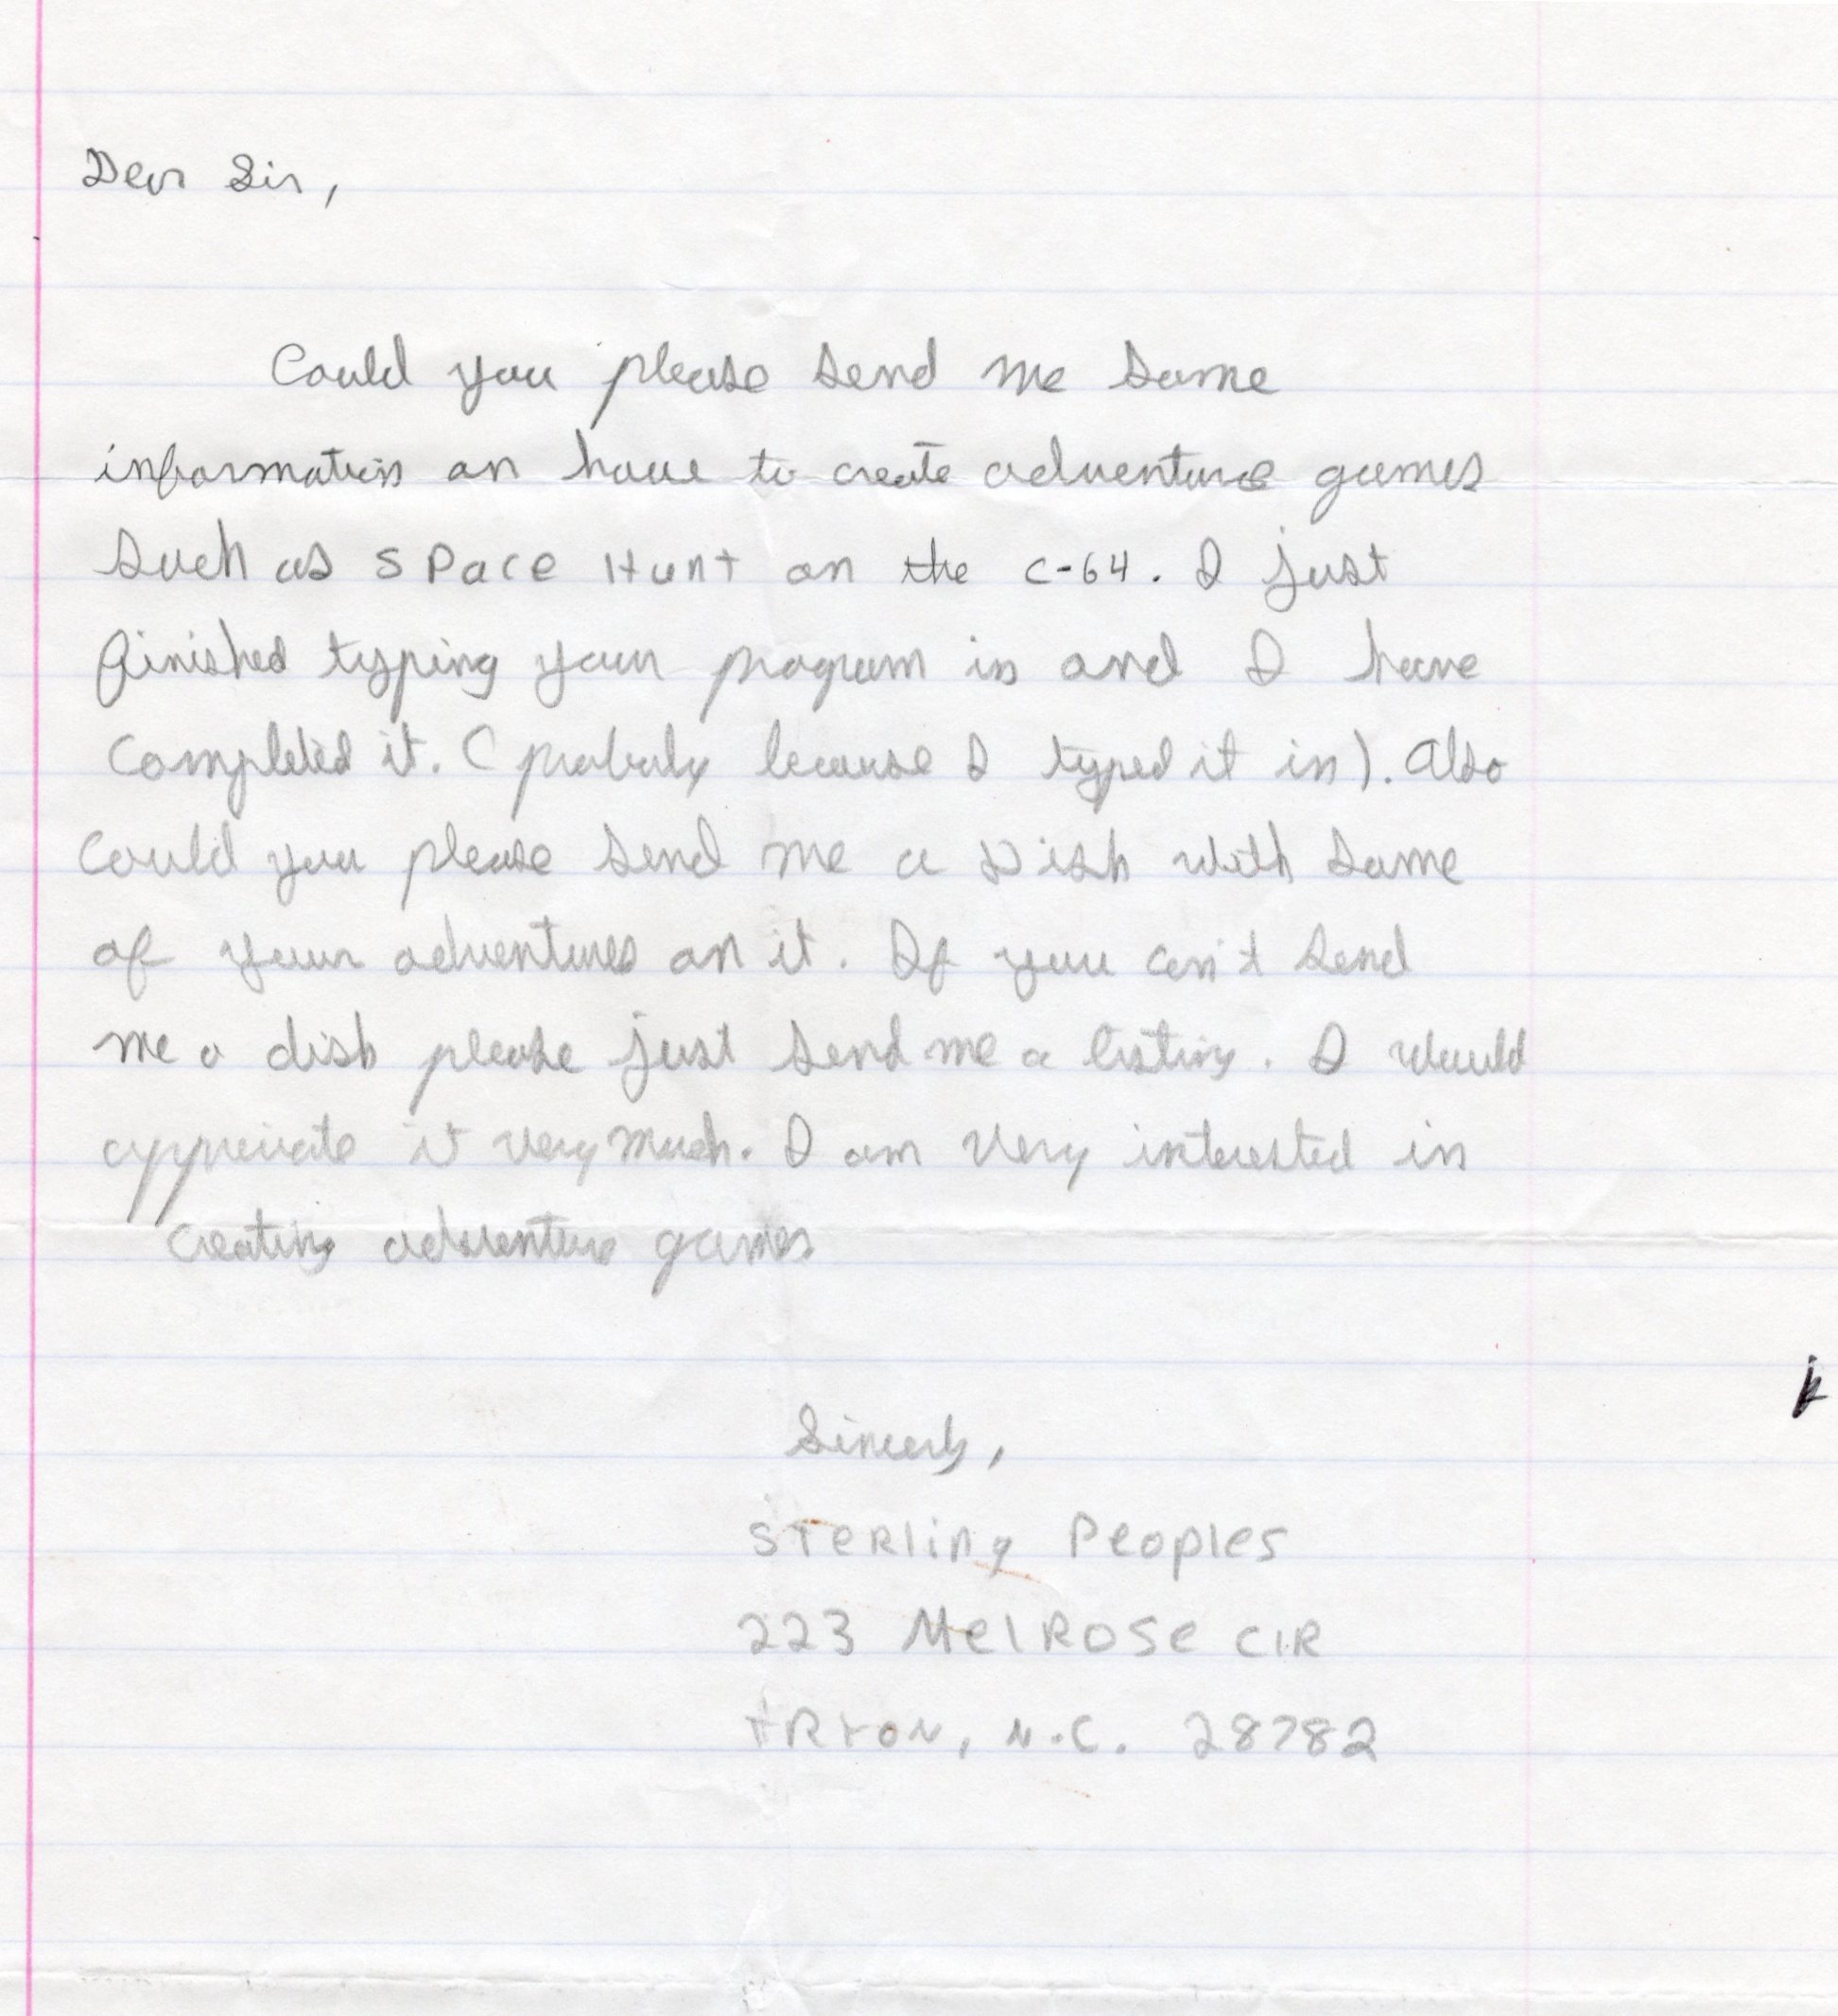 Dear Sir,
Could you please send me some
information on how to create adventure games
such as SPace Hunt on the C-64. I just
finished typing your program in and I have
completed it. (probaly because I typed it in). Also
could you please send me a Disk with some
of your adventures on it. If you can't send
me a disk please just send me a listing. I would
appreciate it very much. I am very interested in
creating adventure games
Sincerly,
STERling Peoples
223 MelROSe CIR
tRYON, N.C. 28782